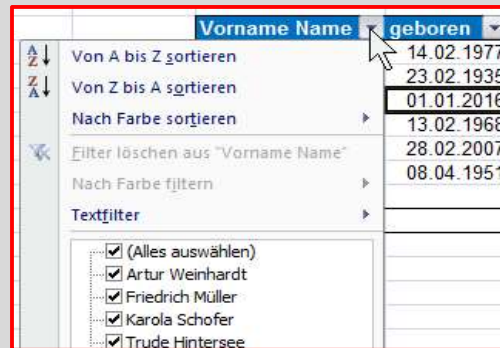 Vorname Name geboren
Von A bis Z sortieren 14.02.1977
Von Z bis A sortieren 23.02.1935
01.01.2016
Nach Farbe sortieren 13.02.1968
Filter löschen aus "Vorname Name" 28.02.2007
Nach Farbe filtern 08.04.1951
Textfilter
(Alles auswählen)
Artur Weinhardt
Friedrich Müller
Karola Schofer
Trude Hintersee